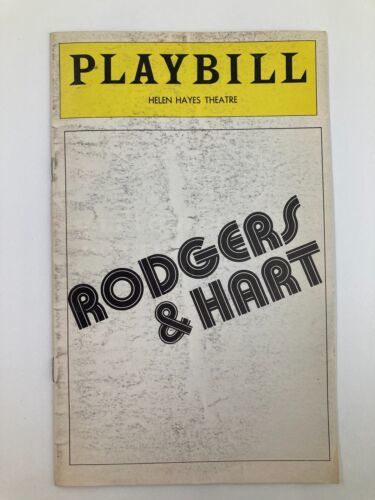 PLAYBILL
HELEN HAYES THEATRE
RODGERS
& HART